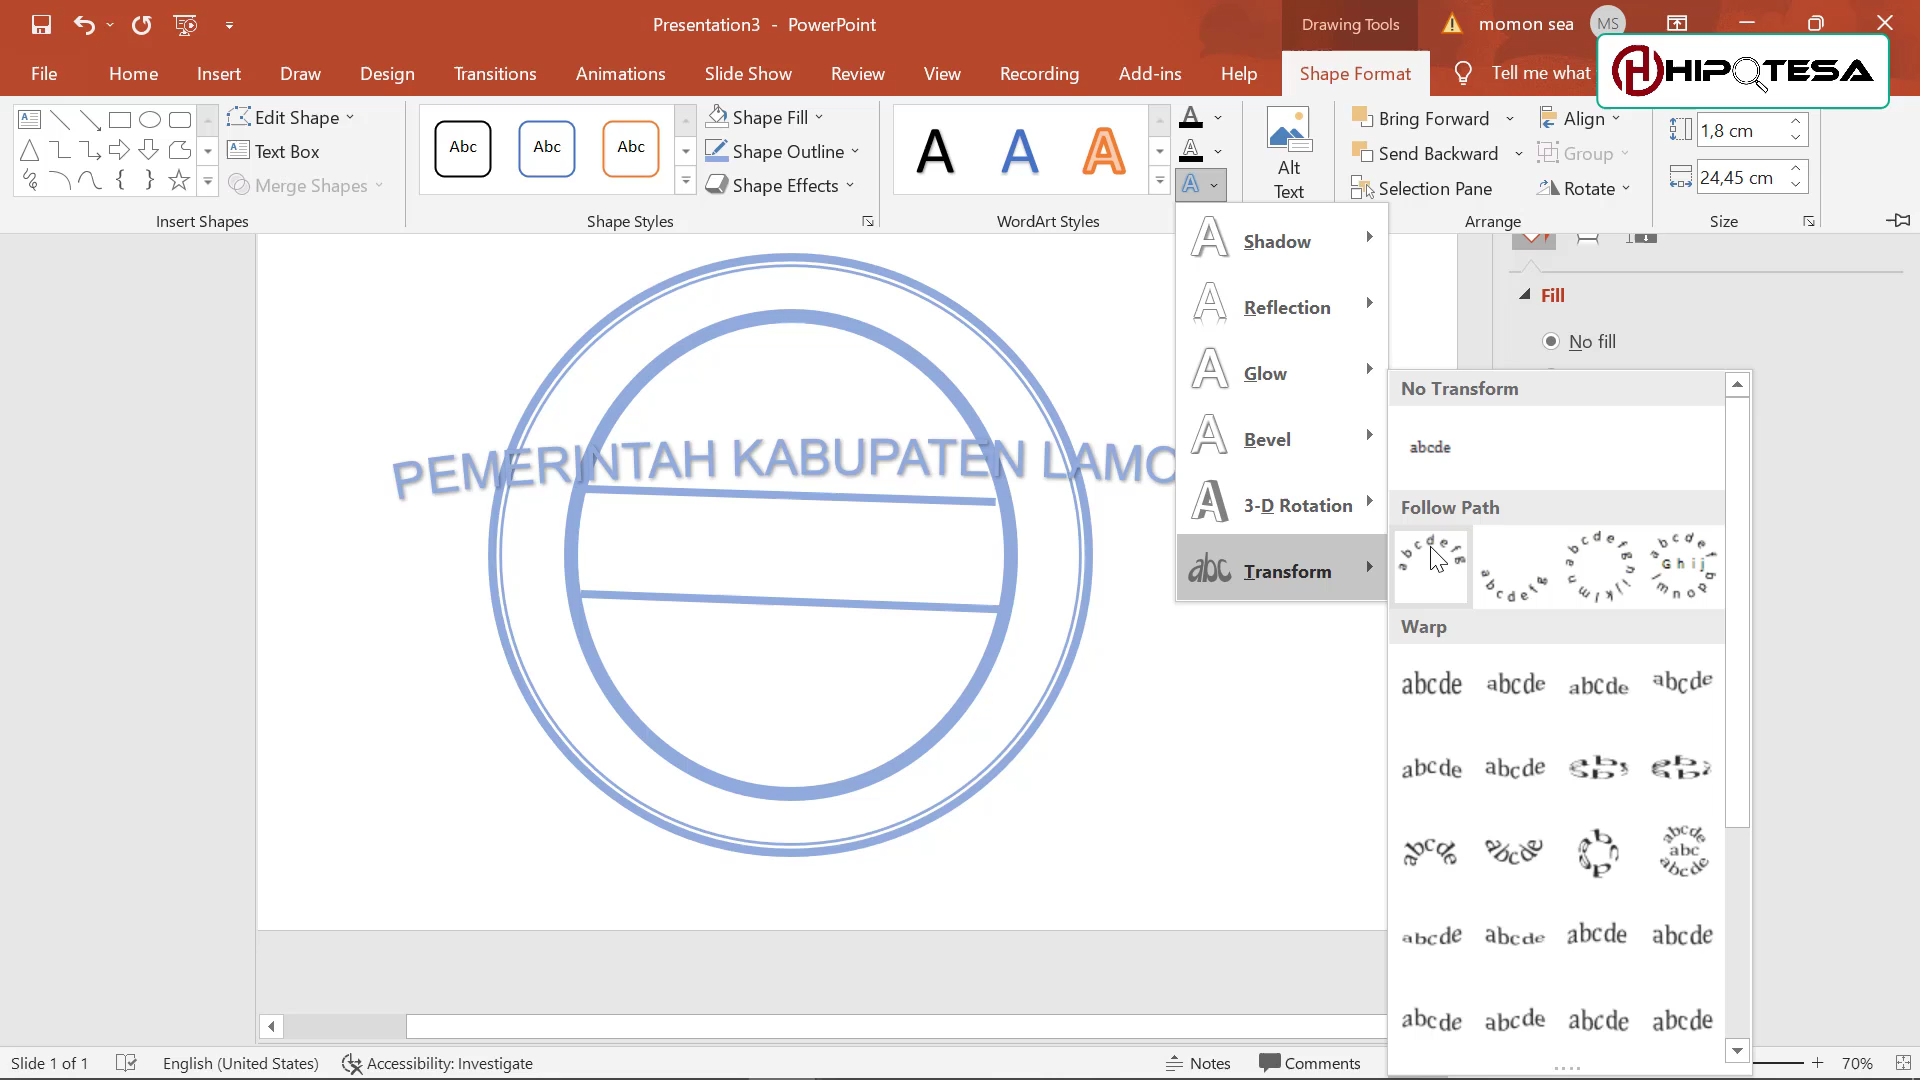 Presentation3 - PowerPoint
Drawing Tools
momon sea
MS
File
Home
Insert
Draw
Design
Transitions
Animations
Slide Show
Review
View
Recording
Add-ins
Help
Shape Format
Tell me what
HIPOTESA
Edit Shape
Text Box
Merge Shapes
Insert Shapes
Abc
Abc
Abc
Shape Fill
Shape Outline
Shape Effects
Shape Styles
A
A
A
WordArt Styles
Alt
Text
Bring Forward
Send Backward
Selection Pane
Align
Group
Rotate
Arrange
1,8 cm
24,45 cm
Size
Shadow
Reflection
Glow
Bevel
3-D Rotation
abc
Transform
Fill
No fill
No Transform
abcde
Follow Path
abcdefg
abcdefg
Warp
abcde abcde abcde abcde
abcde abcde
abcde abcde
abcde
abc
abcde
abcde abcde abcde abcde
abcde abcde abcde abcde
PEMERINTAH KABUPATEN LAMO
Slide 1 of 1
English (United States)
Accessibility: Investigate
Notes
Comments
70%